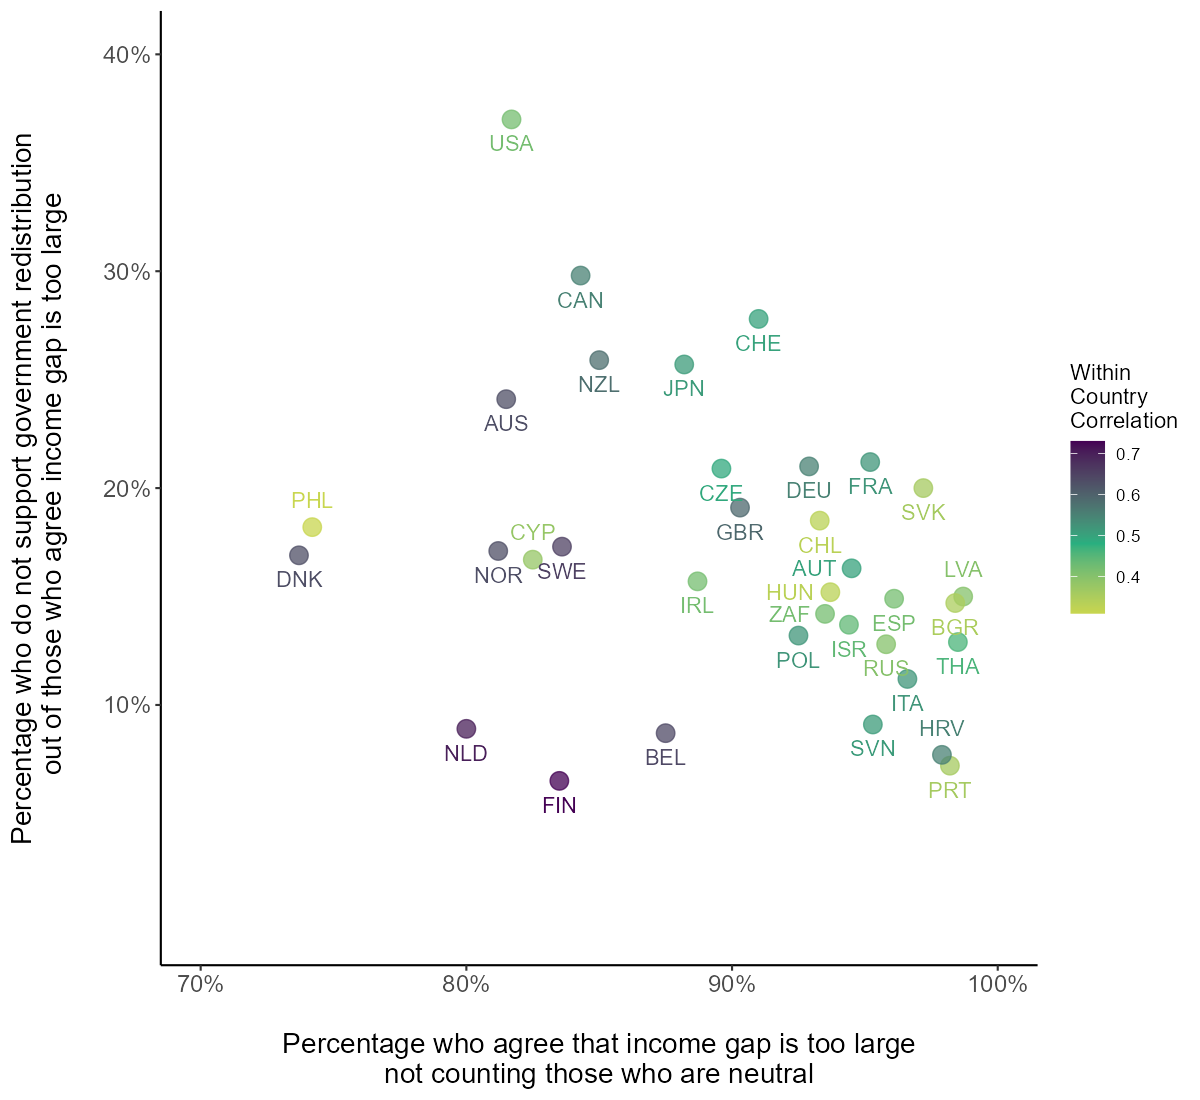 Percentage who do not support government redistribution
out of those who agree income gap is too large
40%
30%
20%
10%
USA
CAN
CHE
NZL
JPN
AUS
CZE
DEU
FRA
SVK
PHL
GBR
CYP
CHL
DNK
NOR
SWE
AUT
LVA
IRL
HUN
ZAF
ESP
BGR
POL
ISR
RUS
THA
ITA
NLD
BEL
SVN
HRV
FIN
PRT
70%
80%
90%
100%
Percentage who agree that income gap is too large
not counting those who are neutral
Within
Country
Correlation
0.7
0.6
0.5
0.4